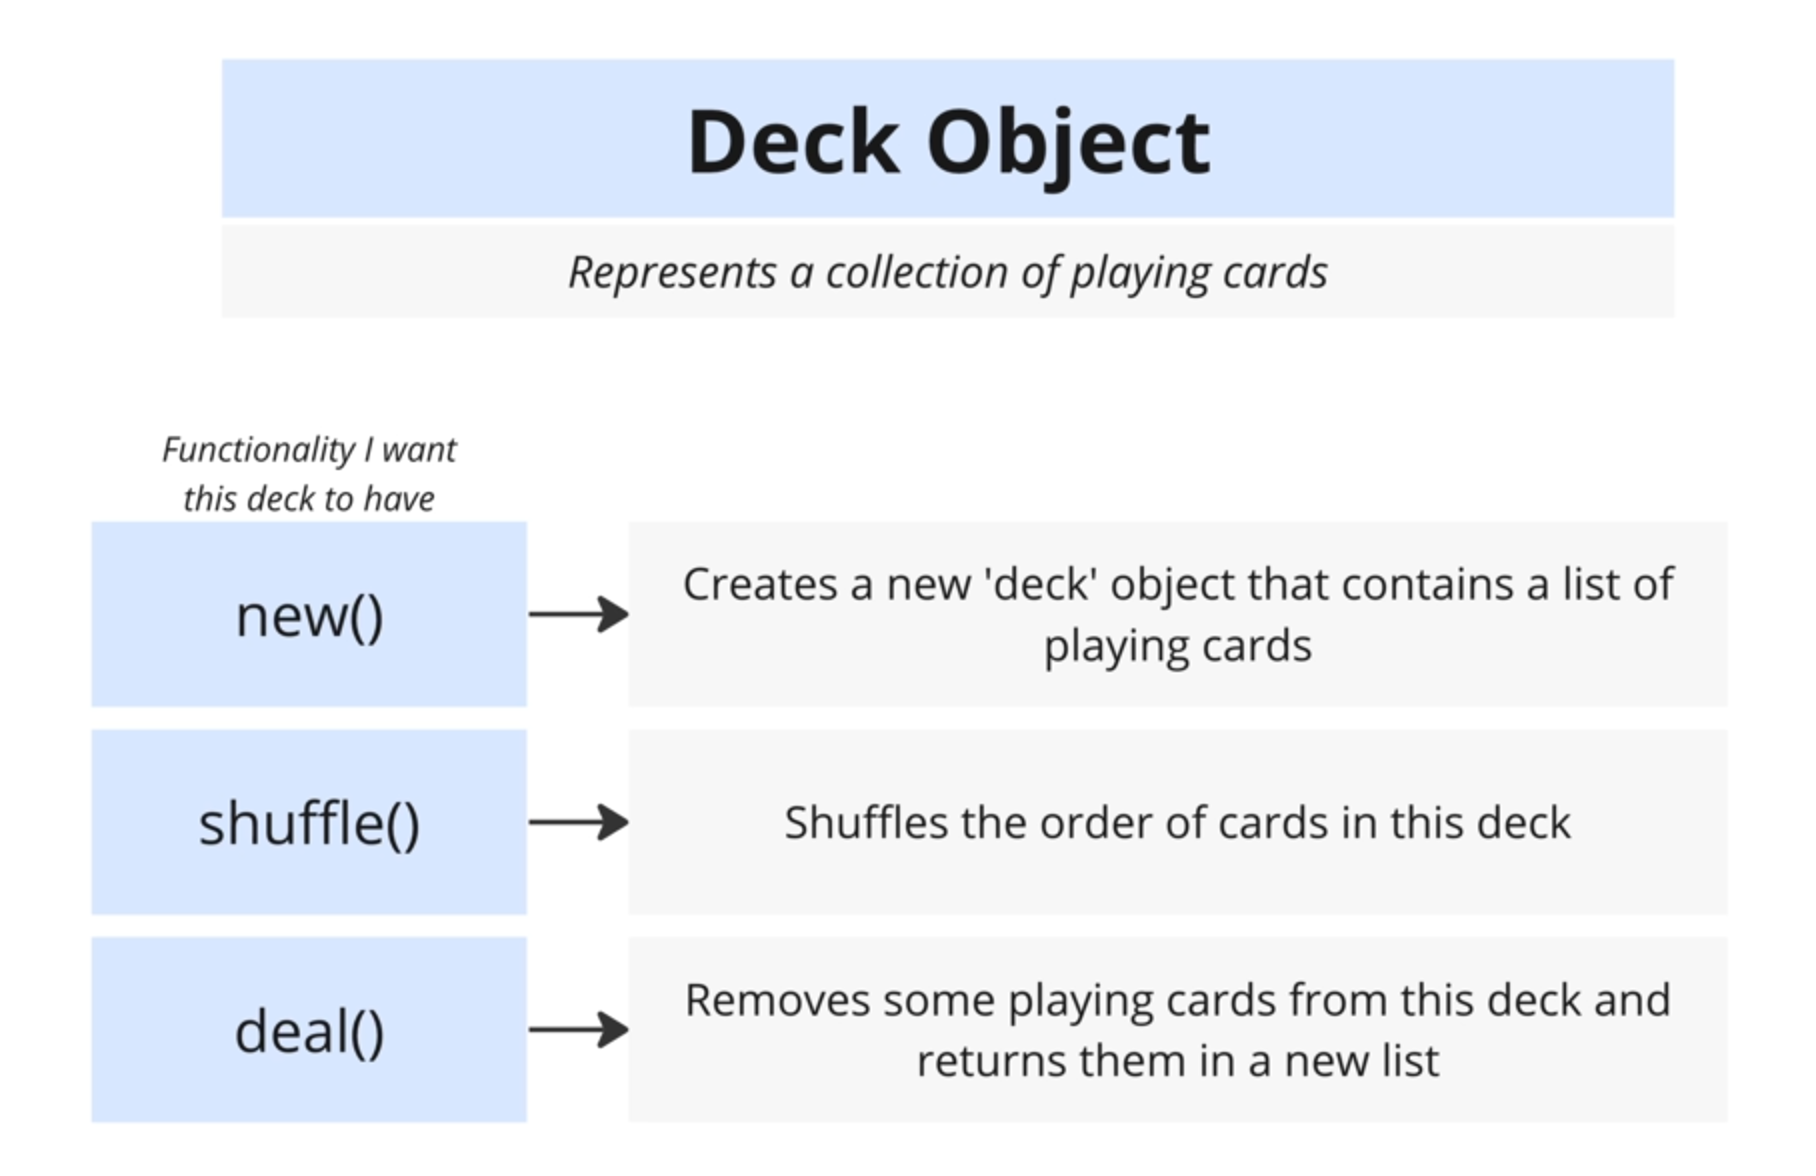 Deck Object
Represents a collection of playing cards
Functionality I want
this deck to have
new()
Creates a new 'deck' object that contains a list of
playing cards
shuffle()
Shuffles the order of cards in this deck
deal()
Removes some playing cards from this deck and
returns them in a new list